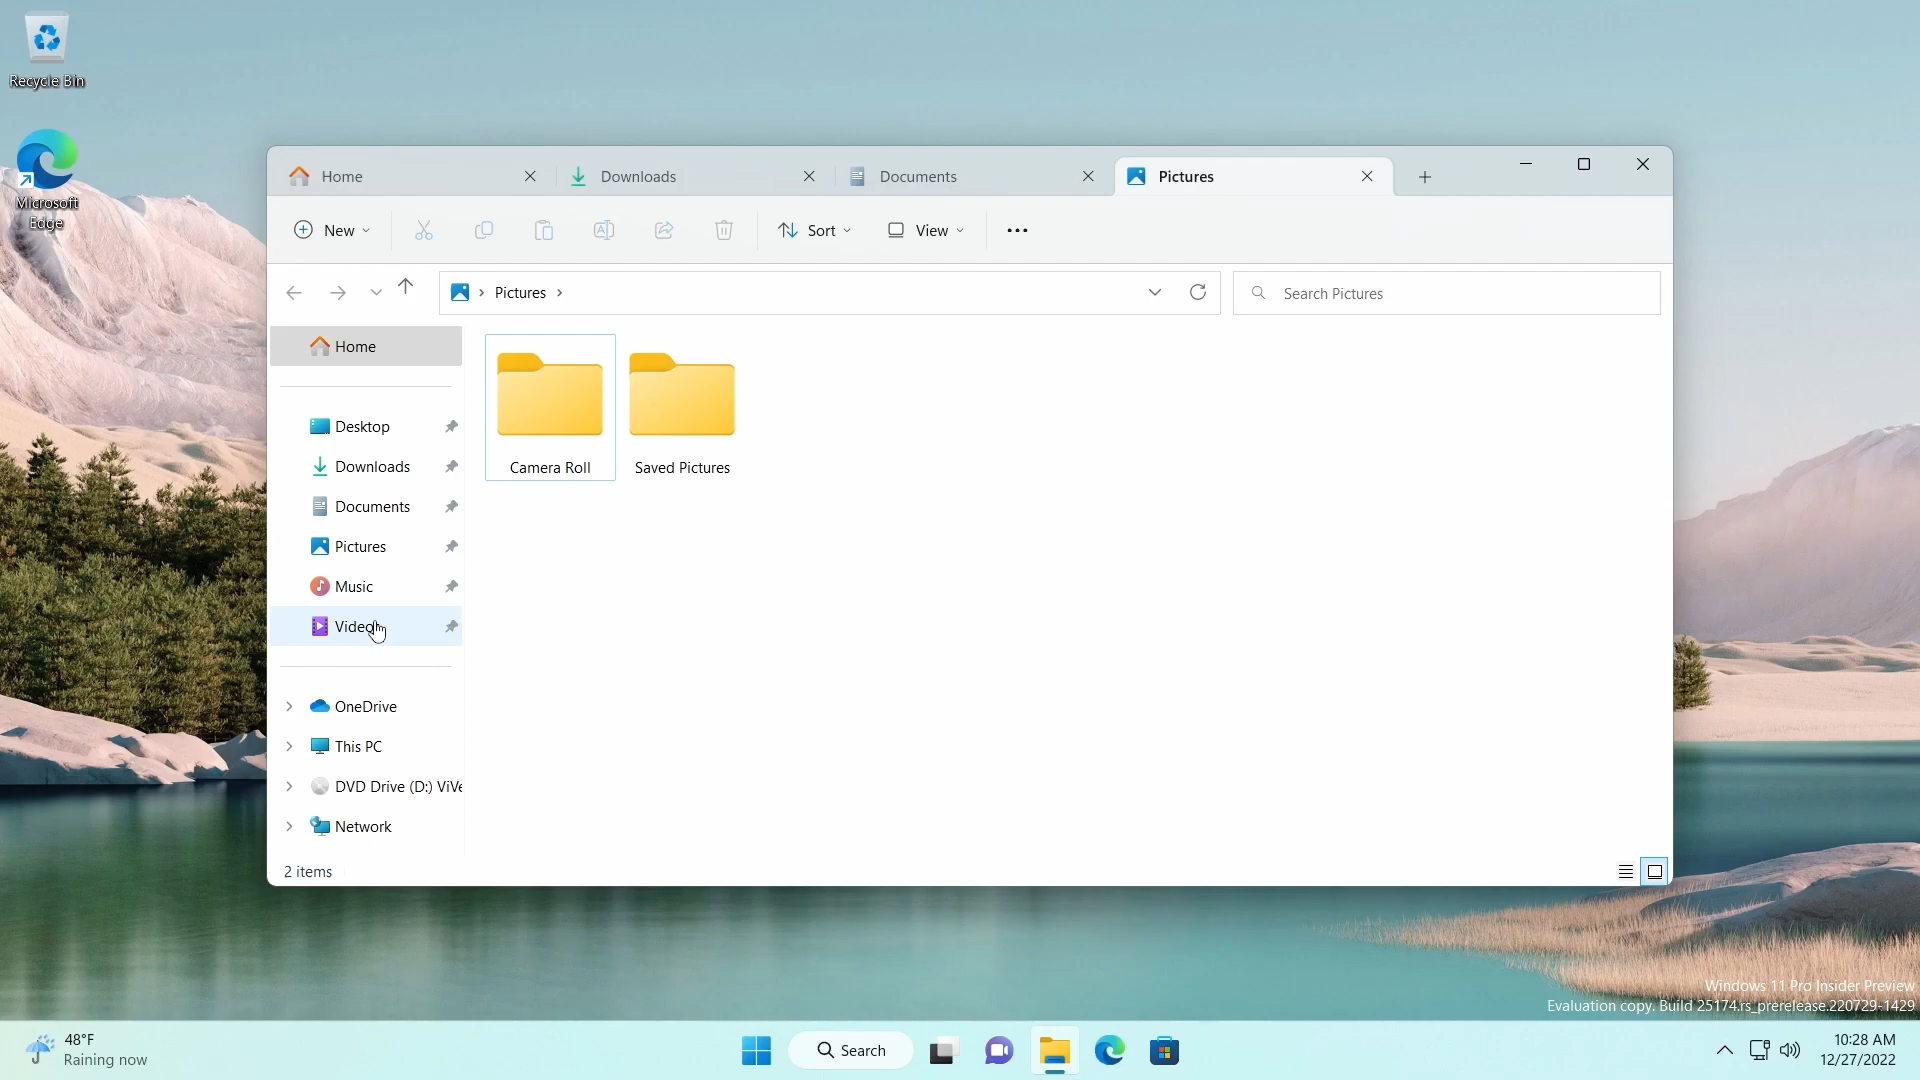 Recycle Bin
Microsoft
Edge
Home
Downloads
Documents
Pictures
New
Sort
View
Pictures
Search Pictures
Home
Desktop
Downloads
Documents
Pictures
Music
Video
OneDrive
This PC
DVD Drive (D:) ViVe
Network
Camera Roll
Saved Pictures
2 items
Windows 11 Pro Insider Preview
Evaluation copy. Build 25174.rs_prerelease.220729-1429
48°F
Raining now
Search
10:28 AM
12/27/2022